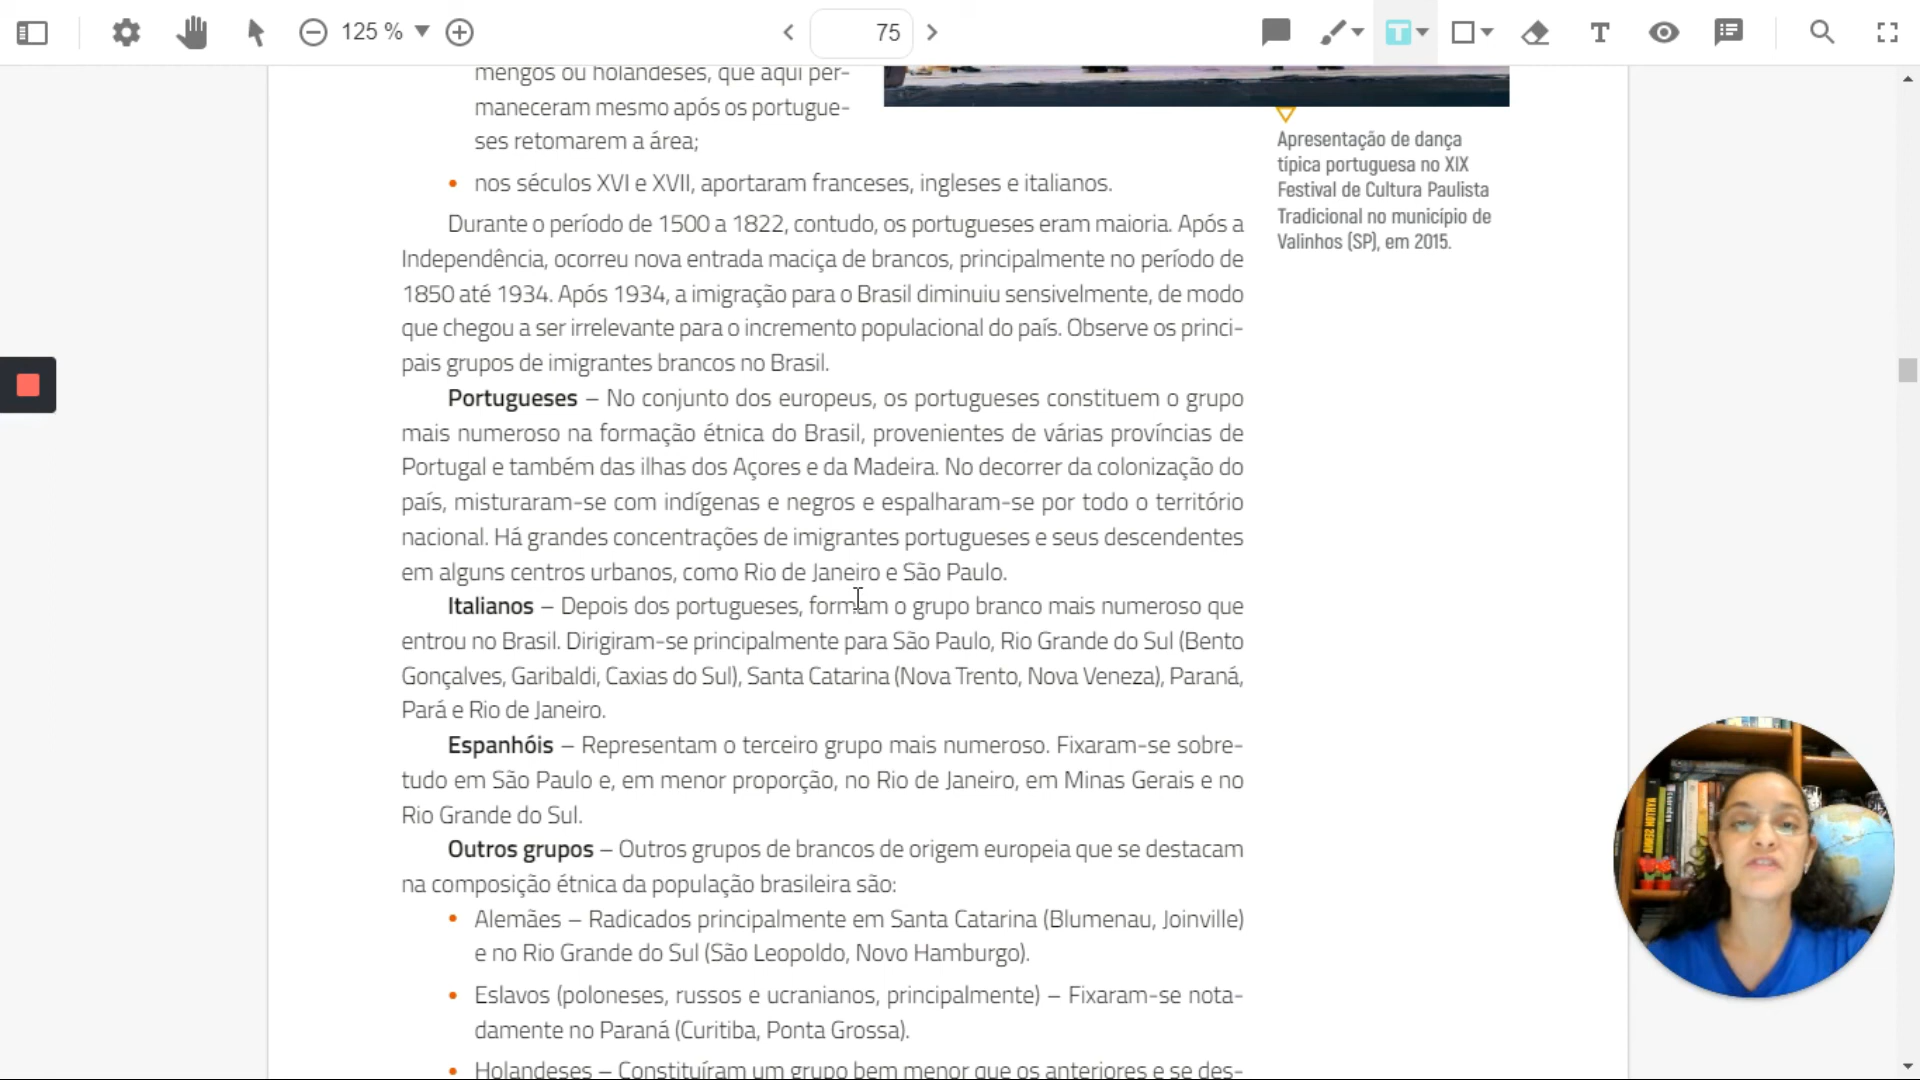 125 %
75
mengos ou holandeses, que aqui per-
maneceram mesmo após os portugue-
ses retomarem a área;
• nos séculos XVI e XVII, aportaram franceses, ingleses e italianos.
Apresentação de dança
típica portuguesa no XIX
Festival de Cultura Paulista
Tradicional no município de
Valinhos (SP), em 2015.
Durante o período de 1500 a 1822, contudo, os portugueses eram maioria. Após a
Independência, ocorreu nova entrada maciça de brancos, principalmente no período de
1850 até 1934. Após 1934, a imigração para o Brasil diminuiu sensivelmente, de modo
que chegou a ser irrelevante para o incremento populacional do país. Observe os princi-
pais grupos de imigrantes brancos no Brasil.
Portugueses – No conjunto dos europeus, os portugueses constituem o grupo
mais numeroso na formação étnica do Brasil, provenientes de várias províncias de
Portugal e também das ilhas dos Açores e da Madeira. No decorrer da colonização do
país, misturaram-se com indígenas e negros e espalharam-se por todo o território
nacional. Há grandes concentrações de imigrantes portugueses e seus descendentes
em alguns centros urbanos, como Rio de Janeiro e São Paulo.
Italianos – Depois dos portugueses, formam o grupo branco mais numeroso que
entrou no Brasil. Dirigiram-se principalmente para São Paulo, Rio Grande do Sul (Bento
Gonçalves, Garibaldi, Caxias do Sul), Santa Catarina (Nova Trento, Nova Veneza), Paraná,
Pará e Rio de Janeiro.
Espanhóis – Representam o terceiro grupo mais numeroso. Fixaram-se sobre-
tudo em São Paulo e, em menor proporção, no Rio de Janeiro, em Minas Gerais e no
Rio Grande do Sul.
Outros grupos – Outros grupos de brancos de origem europeia que se destacam
na composição étnica da população brasileira são:
• Alemães – Radicados principalmente em Santa Catarina (Blumenau, Joinville)
e no Rio Grande do Sul (São Leopoldo, Novo Hamburgo).
• Eslavos (poloneses, russos e ucranianos, principalmente) – Fixaram-se nota-
damente no Paraná (Curitiba, Ponta Grossa).
• Holandeses – Constituíram um grupo bem menor que os anteriores e se des-